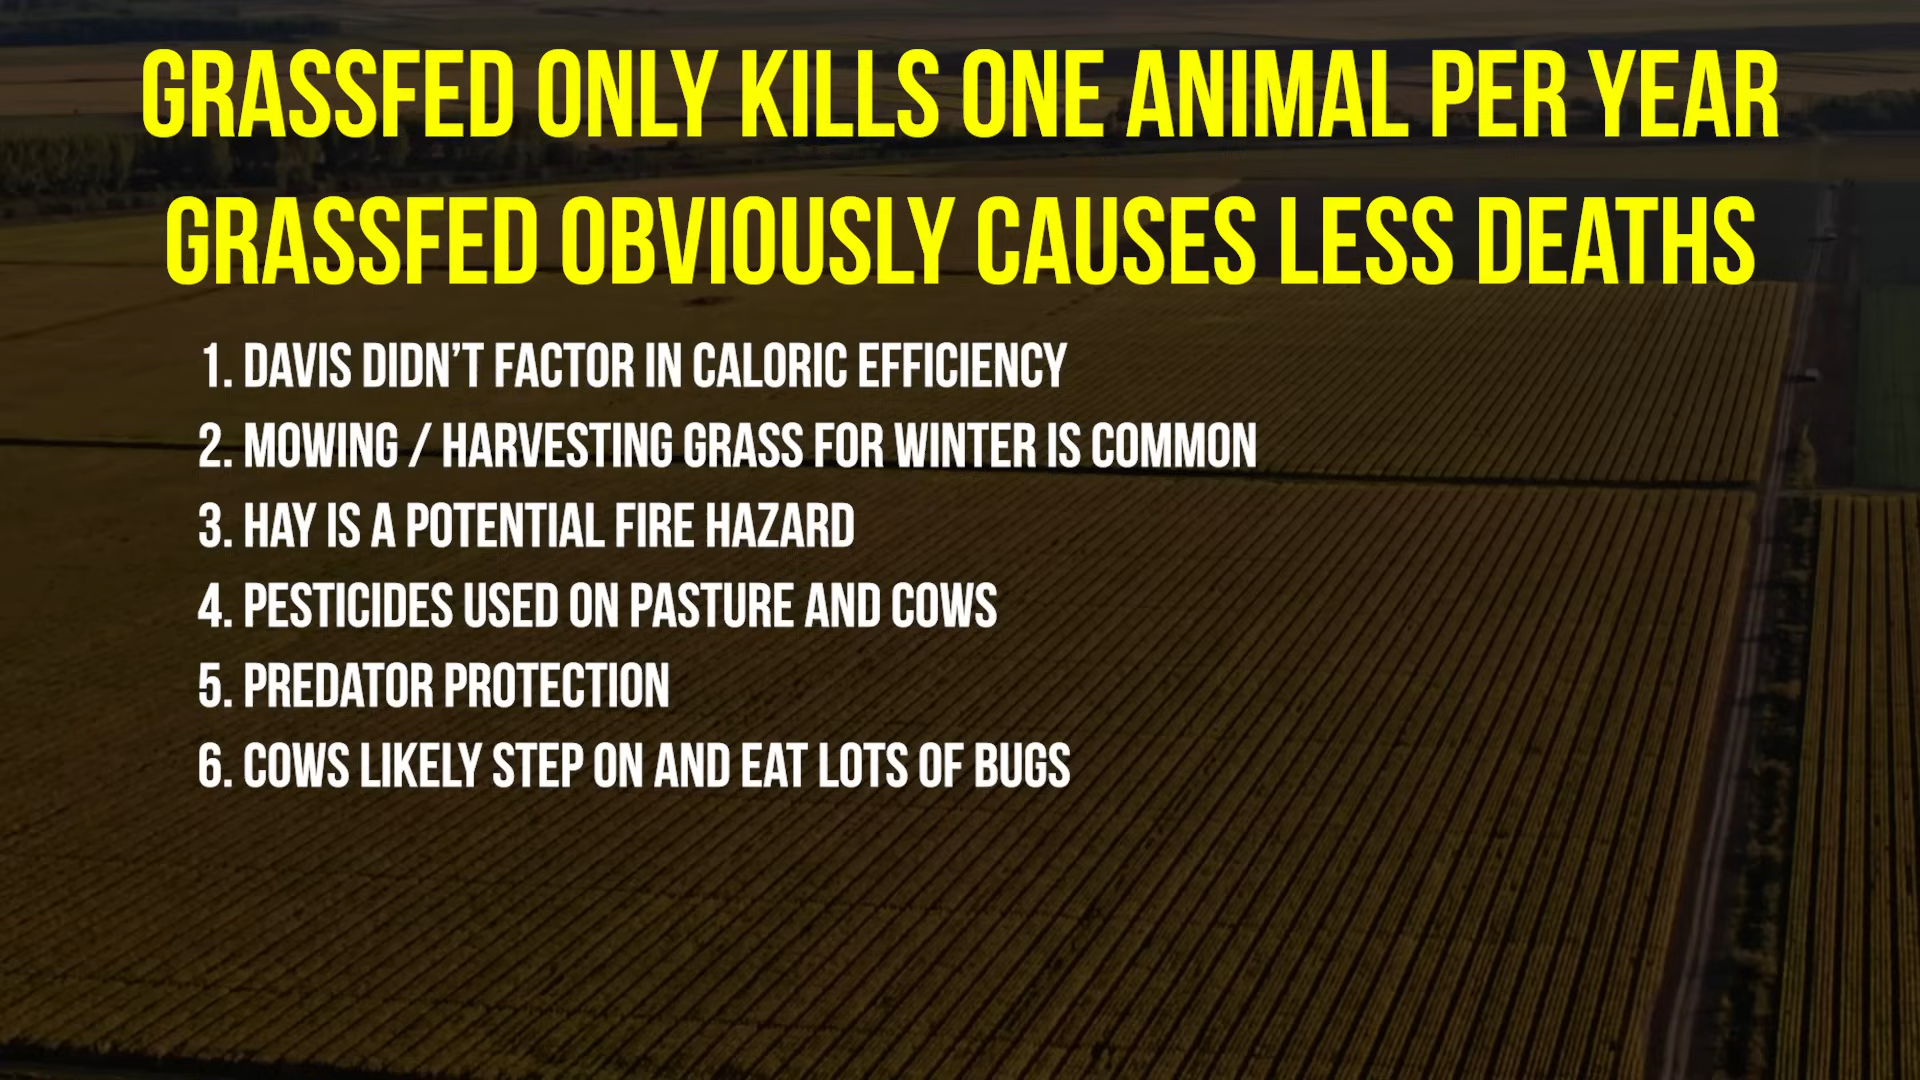 GRASSFED ONLY KILLS ONE ANIMAL PER YEAR
GRASSFED OBVIOUSLY CAUSES LESS DEATHS
1. DAVIS DIDN'T FACTOR IN CALORIC EFFICIENCY
2. MOWING / HARVESTING GRASS FOR WINTER IS COMMON
3. HAY IS A POTENTIAL FIRE HAZARD
4. PESTICIDES USED ON PASTURE AND COWS
5. PREDATOR PROTECTION
6. COWS LIKELY STEP ON AND EAT LOTS OF BUGS